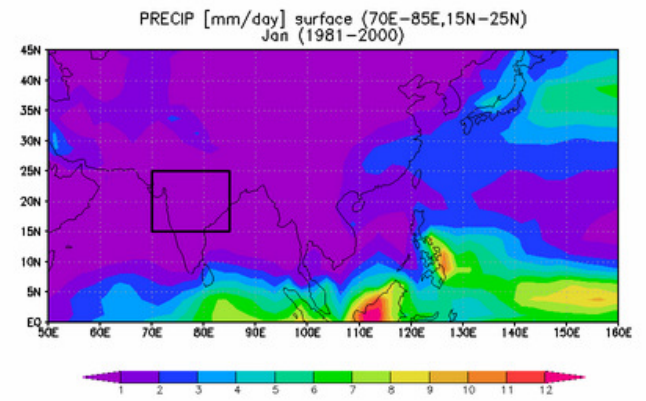 PRECIP [mm/day] surface (70E−85E,15N−25N)
Jan (1981−2000)
45N
40N
35N
30N
25N
20N
15N
10N
5N
EQ
50E 60E 70E 80E 90E 100E 110E 120E 130E 140E 150E 160E
1 2 3 4 5 6 7 8 9 10 11 12